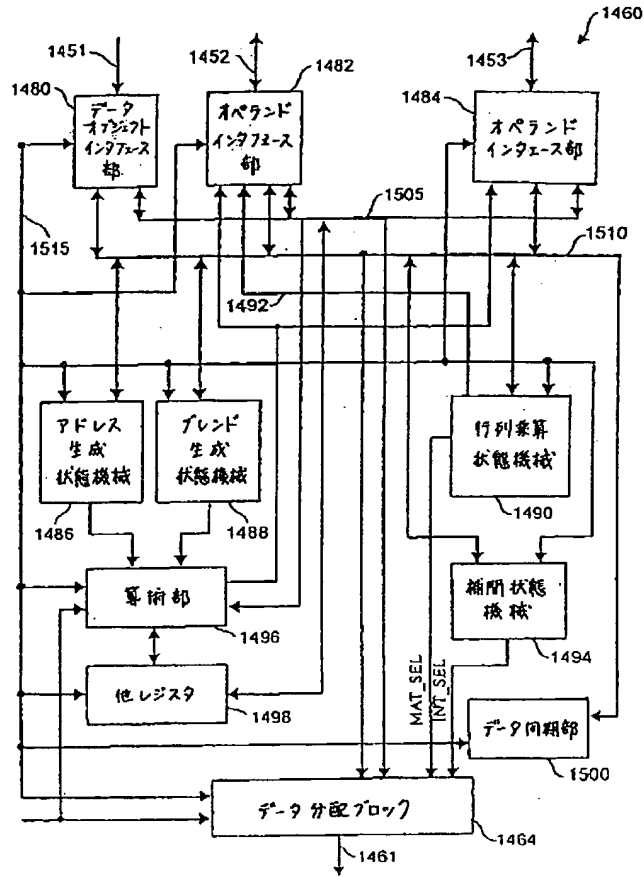 1460
1451
1452
1482
1453
1480
データ
オブジェクト
インタフェース
部
オペランド
インタフェース
部
1484
オペランド
インタェース部
1505
1515
1510
1492
アドレス
生成
状態機械
ブレンド
生成
状態機械
行列乗算
状態機械
1486
1488
1490
算術部
補間状態
機械
1496
1494
MAT_SEL
INT_SEL
他レジスタ
1498
データ同期部
1500
データ分配ブロック
1464
1461